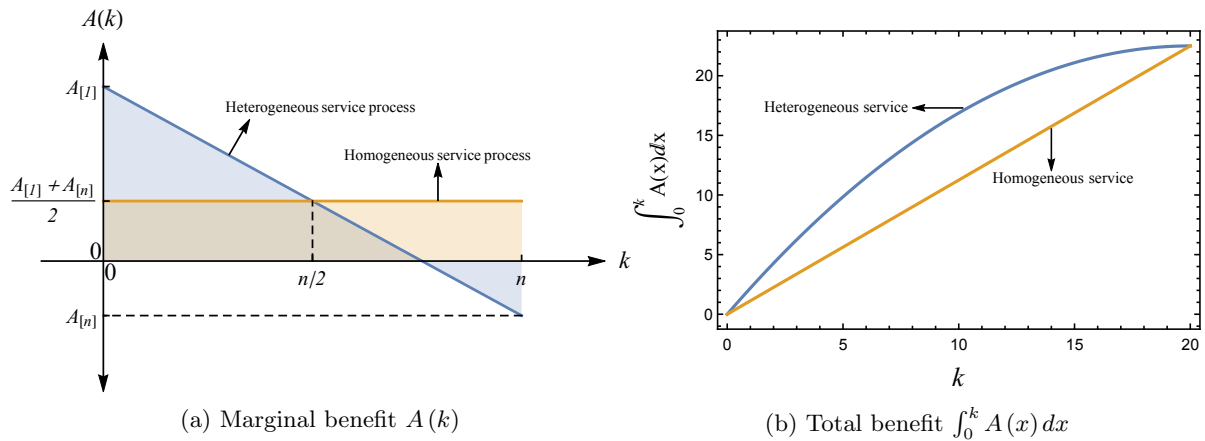 A(k)
A[1]
Heterogeneous service process
Homogeneous service process
A[1] + A[n]
2
0
0
n/2
n
k
A[n]
(a) Marginal benefit A(k)
∫₀ᵏ A(x)dx
20
15
10
5
0
Heterogeneous service
Homogeneous service
0
5
10
15
20
k
(b) Total benefit ∫₀ᵏ A(x) dx